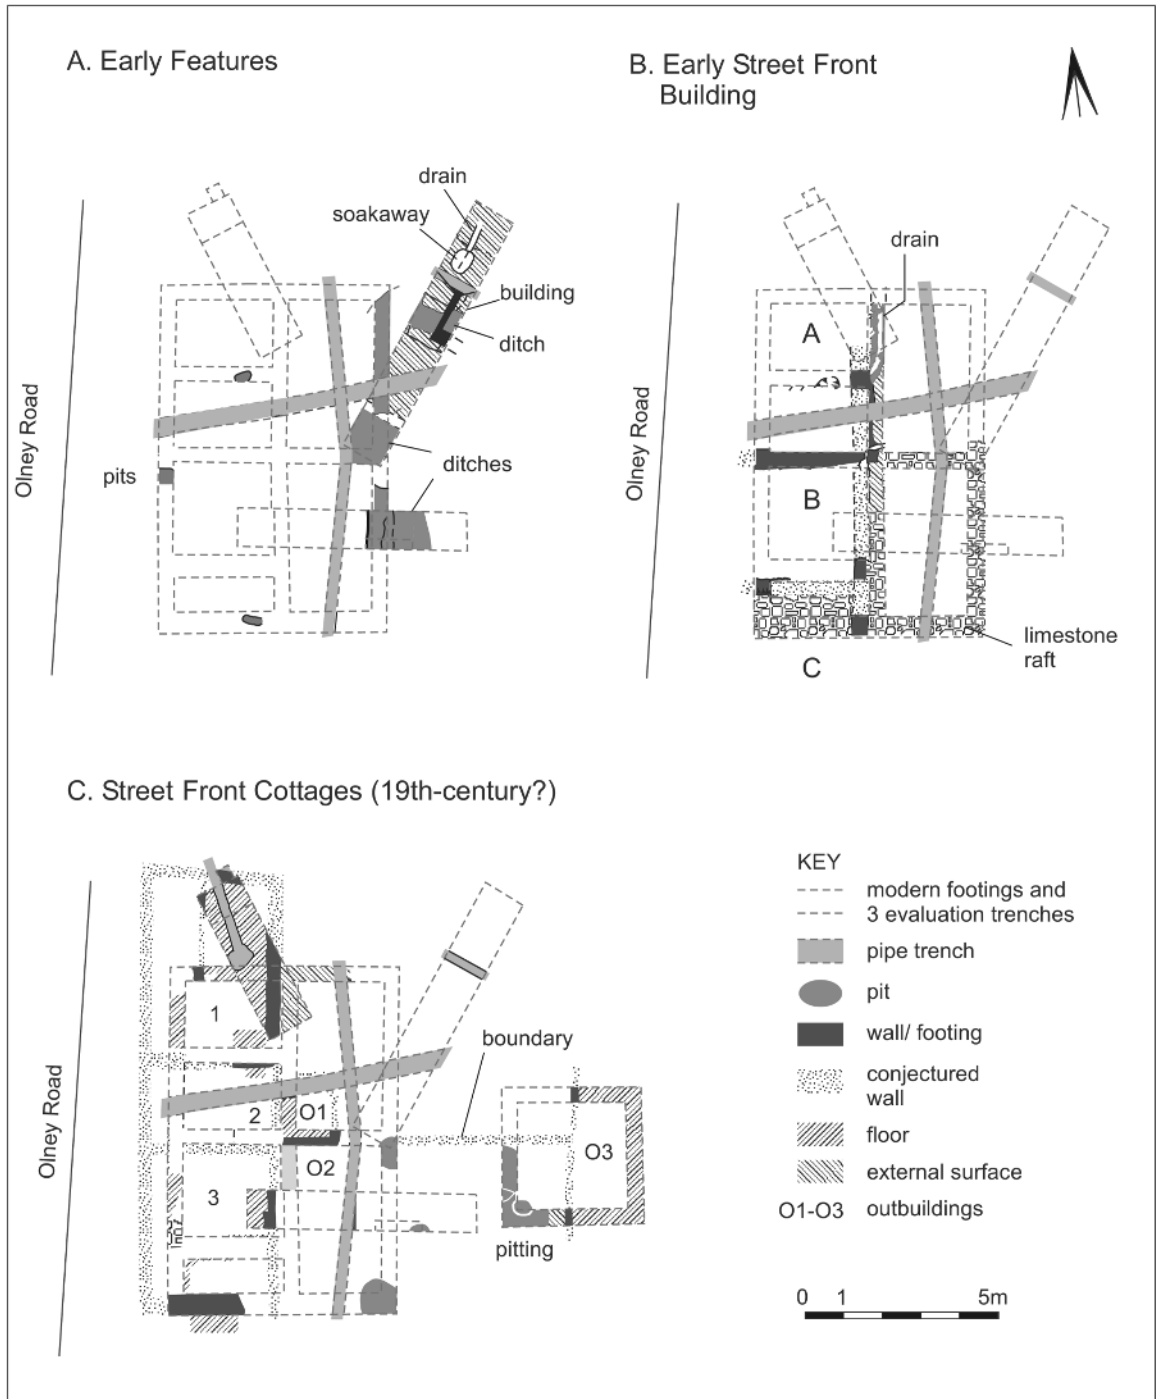 A. Early Features
B. Early Street Front
Building
drain
soakaway
building
ditch
ditches
pits
Olney Road
drain
A
B
C
limestone
raft
Olney Road
C. Street Front Cottages (19th-century?)
1
2
3
O1
O2
O3
boundary
pitting
Olney Road
KEY
modern footings and
3 evaluation trenches
pipe trench
pit
wall/ footing
conjectured
wall
floor
external surface
O1-O3 outbuildings
0 1 5m